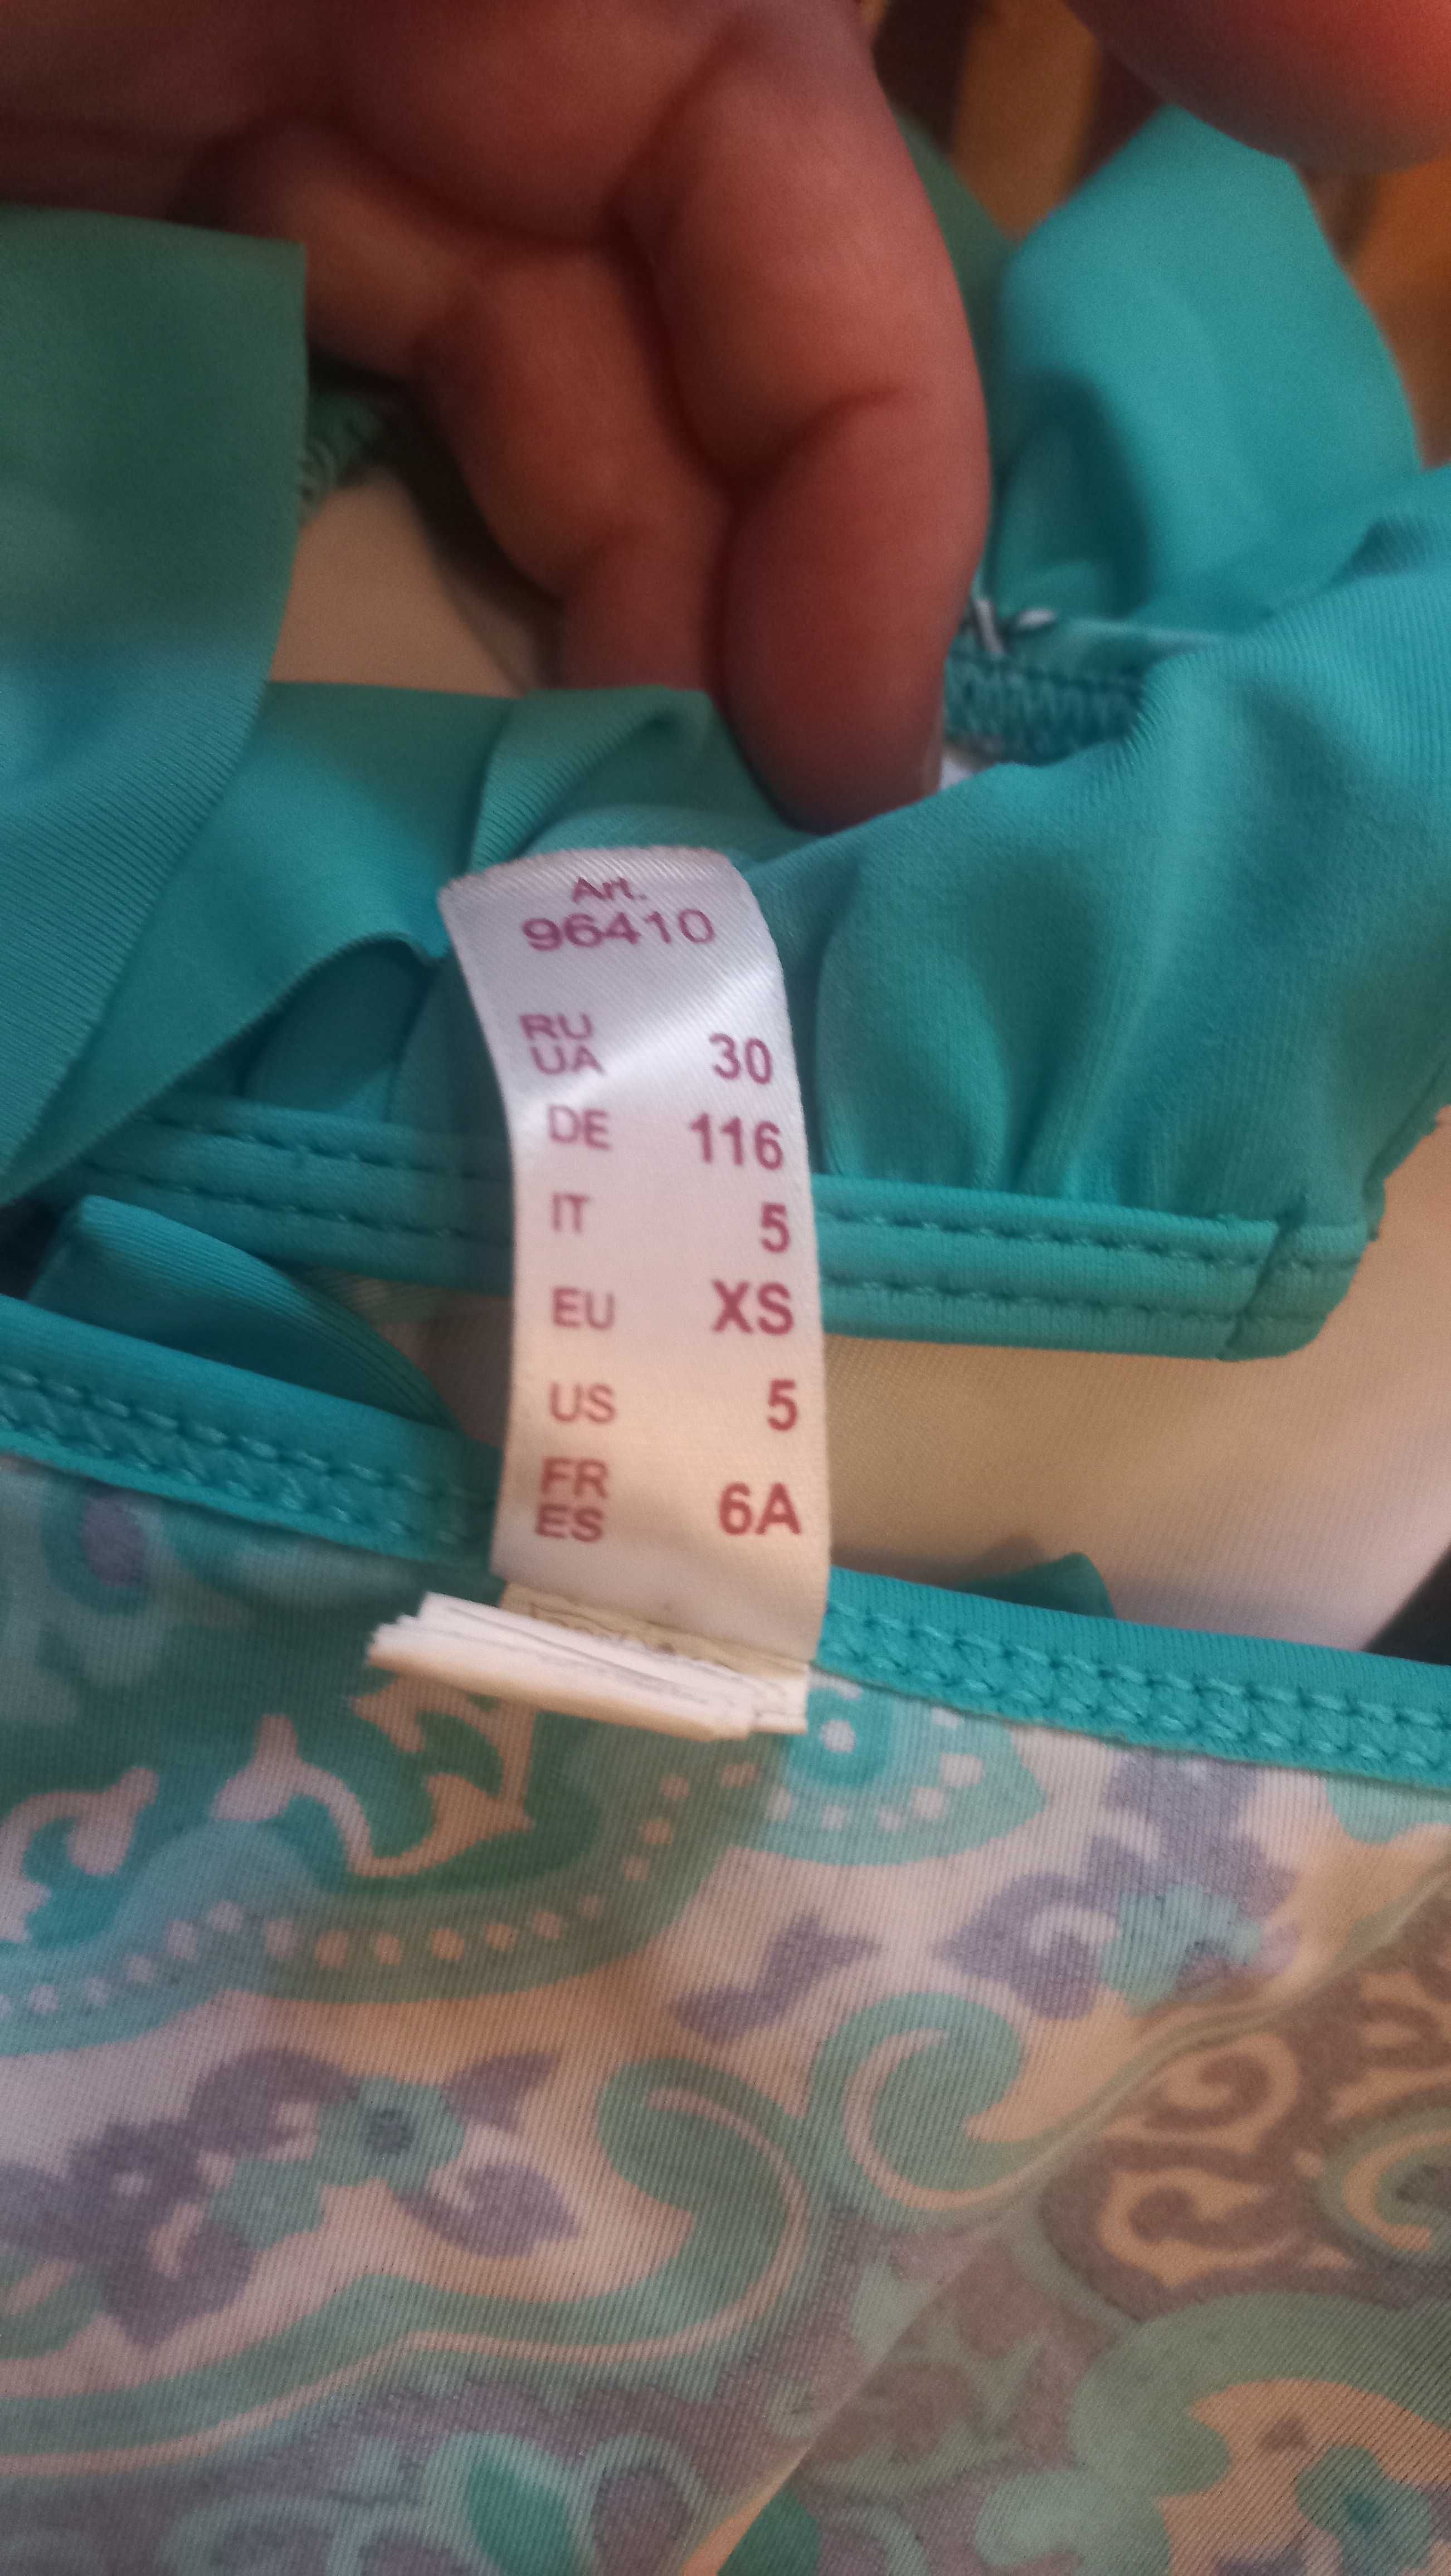 Art.
96410
RU
UA 30
DE 116
IT 5
EU XS
US 5
FR
ES 6A